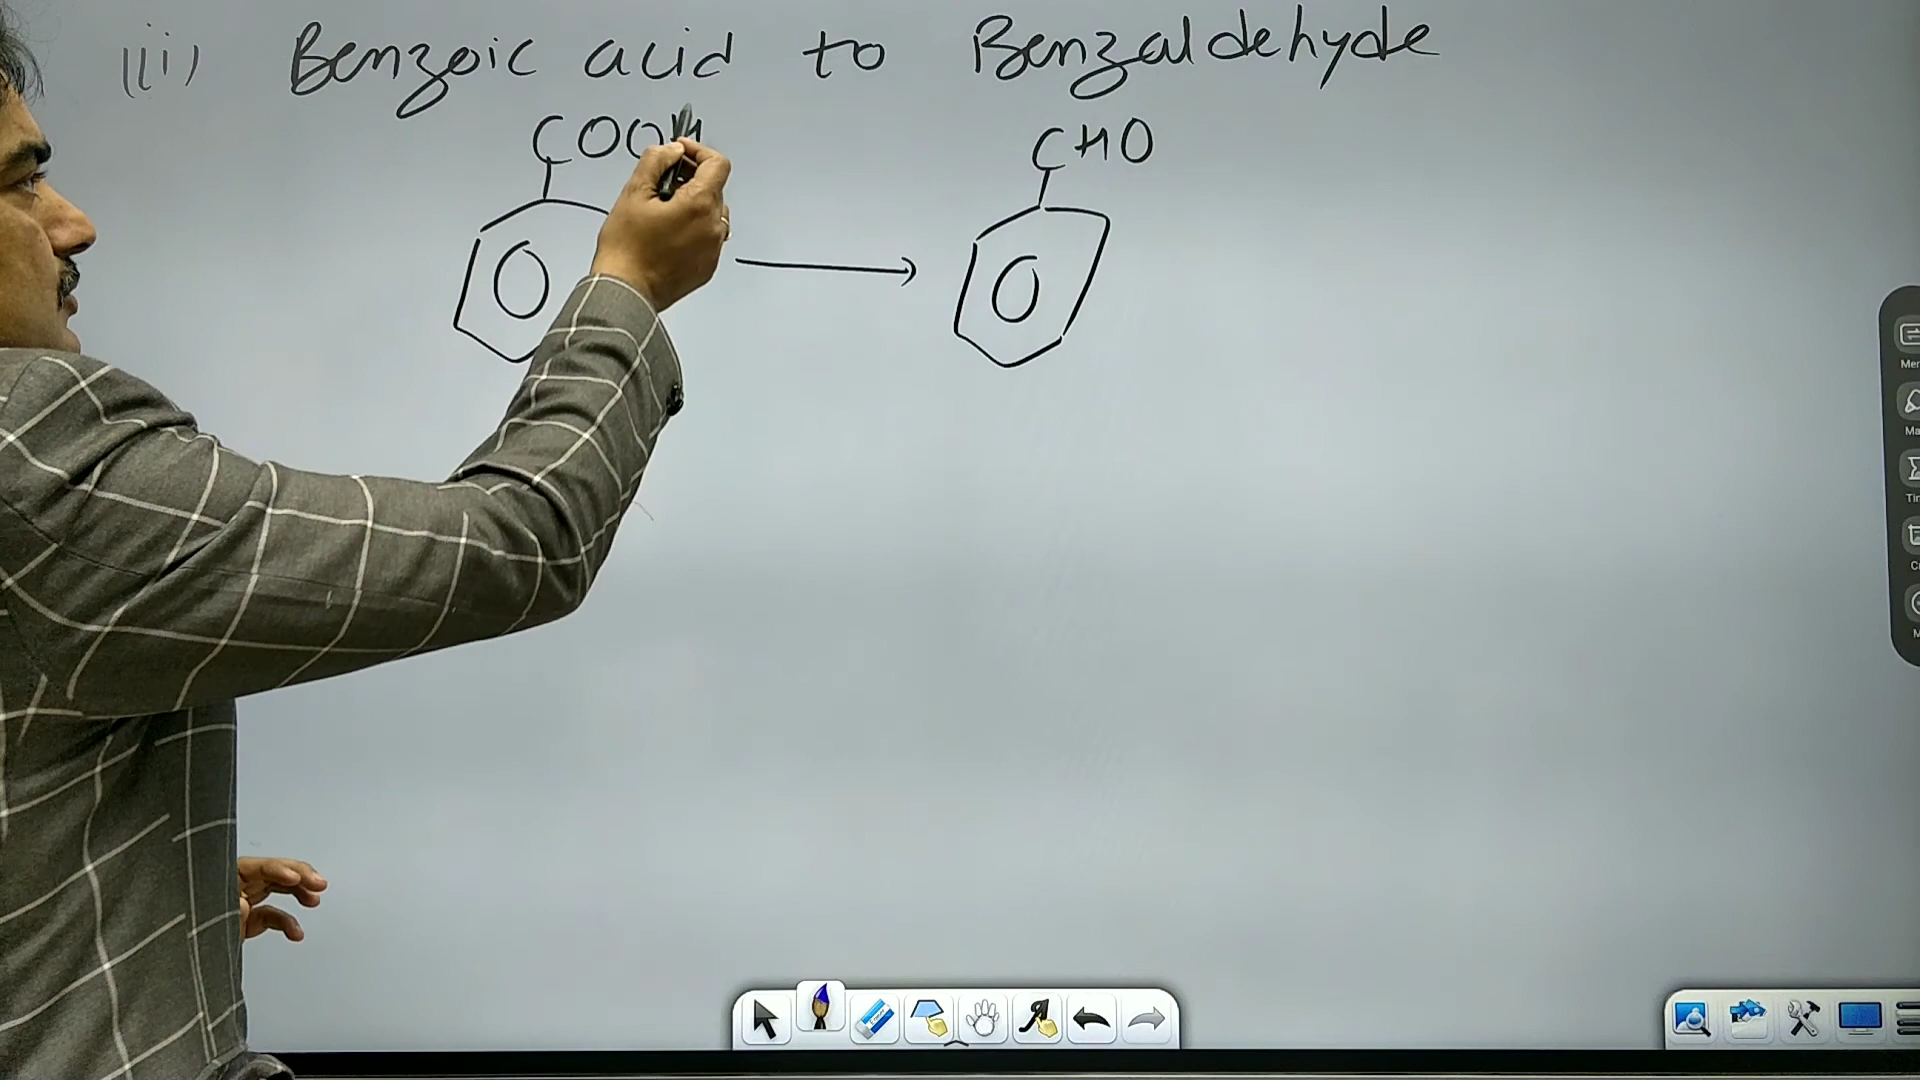 (ii) Benzoic acid to Benzaldehyde
COOH
CHO